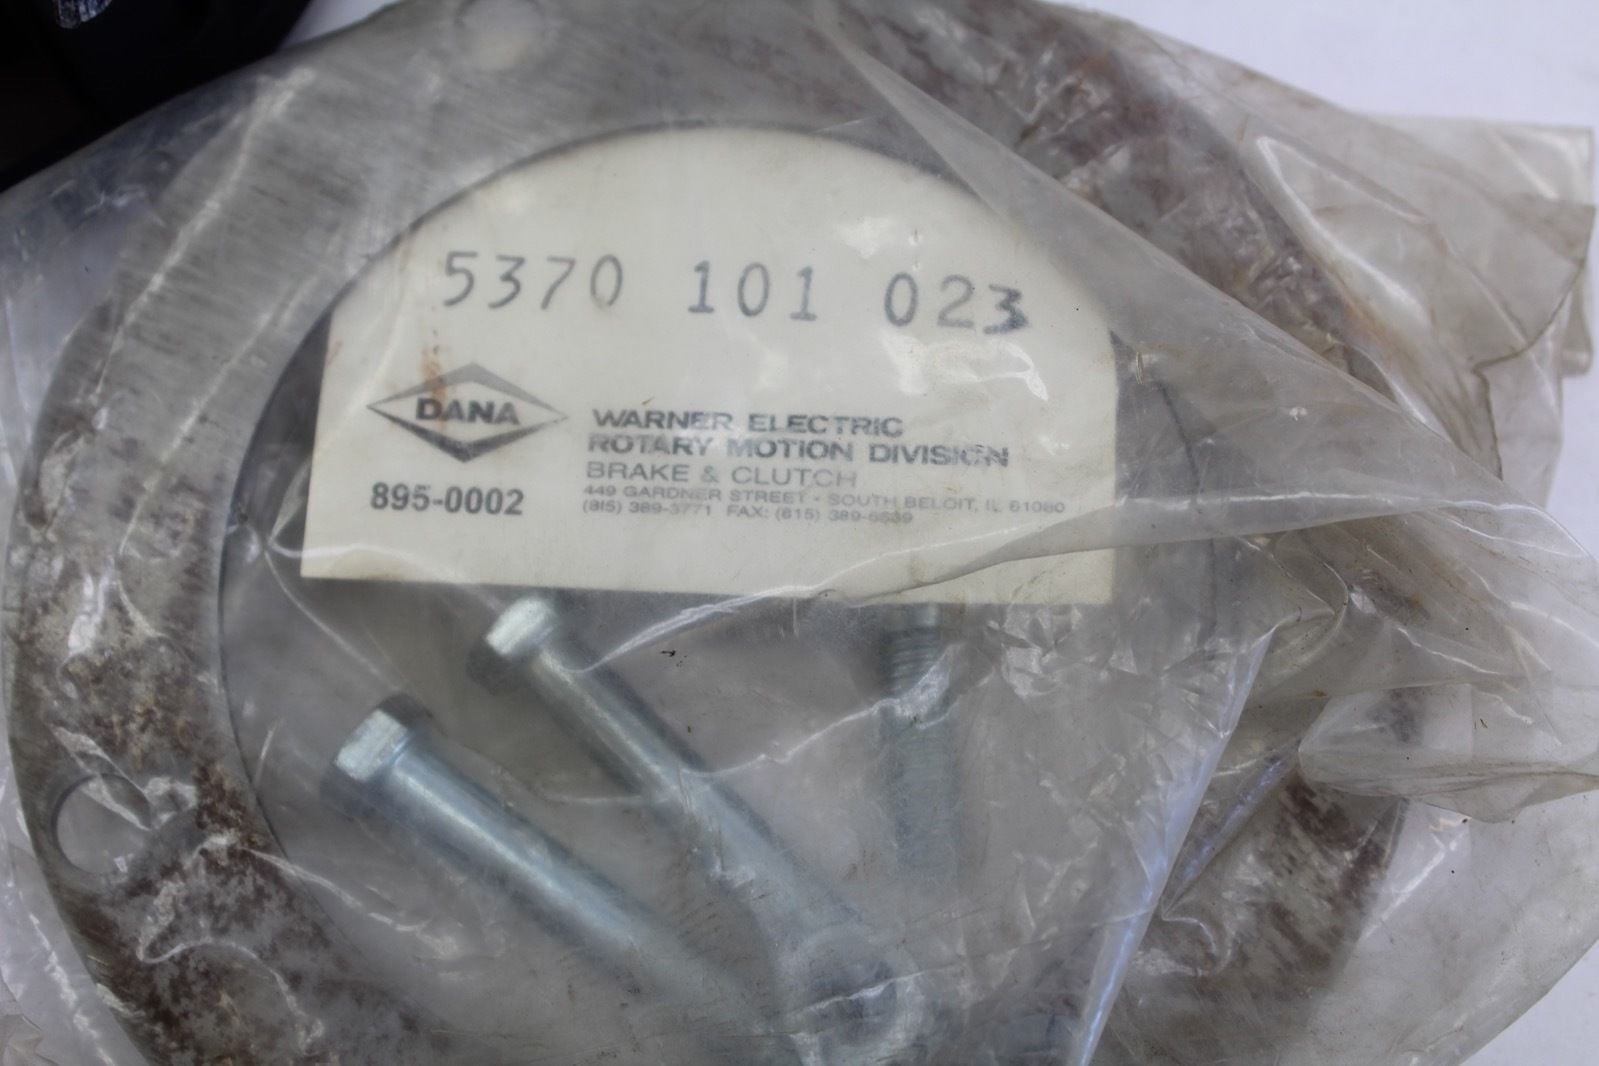 5370 101 023
DANA
895-0002
WARNER ELECTRIC
ROTARY MOTION DIVISION
BRAKE & CLUTCH
449 GARDNER STREET • SOUTH BELOIT, IL 61080
(815) 389-3771 FAX: (815) 389-6539